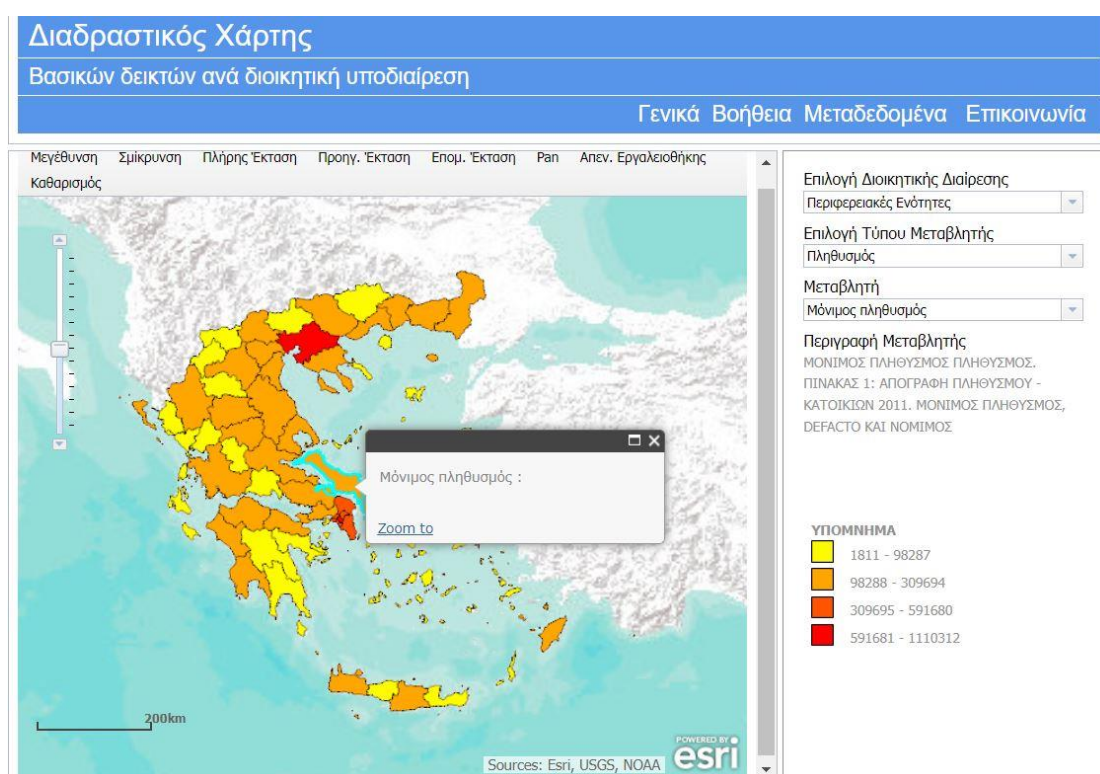 Διαδραστικός Χάρτης
Βασικών δεικτών ανά διοικητική υποδιαίρεση
Γενικά Βοήθεια Μεταδεδομένα Επικοινωνία
Μεγέθυνση Σμίκρυνση Πλήρης Έκταση Προηγ. Έκταση Επομ. Έκταση Pan Απεν. Εργαλειοθήκης
Καθαρισμός
Μόνιμος πληθυσμός :
Zoom to
200km
Sources: Esri, USGS, NOAA
POWERED BY
esri
Επιλογή Διοικητικής Διαίρεσης
Περιφερειακές Ενότητες
Επιλογή Τύπου Μεταβλητής
Πληθυσμός
Μεταβλητή
Μόνιμος πληθυσμός
Περιγραφή Μεταβλητής
ΜΟΝΙΜΟΣ ΠΛΗΘΥΣΜΟΣ ΠΛΗΘΥΣΜΟΣ.
ΠΙΝΑΚΑΣ 1: ΑΠΟΓΡΑΦΗ ΠΛΗΘΥΣΜΟΥ -
ΚΑΤΟΙΚΙΩΝ 2011. ΜΟΝΙΜΟΣ ΠΛΗΘΥΣΜΟΣ,
DEFACTO ΚΑΙ ΝΟΜΙΜΟΣ
ΥΠΟΜΝΗΜΑ
1811 - 98287
98288 - 309694
309695 - 591680
591681 - 1110312